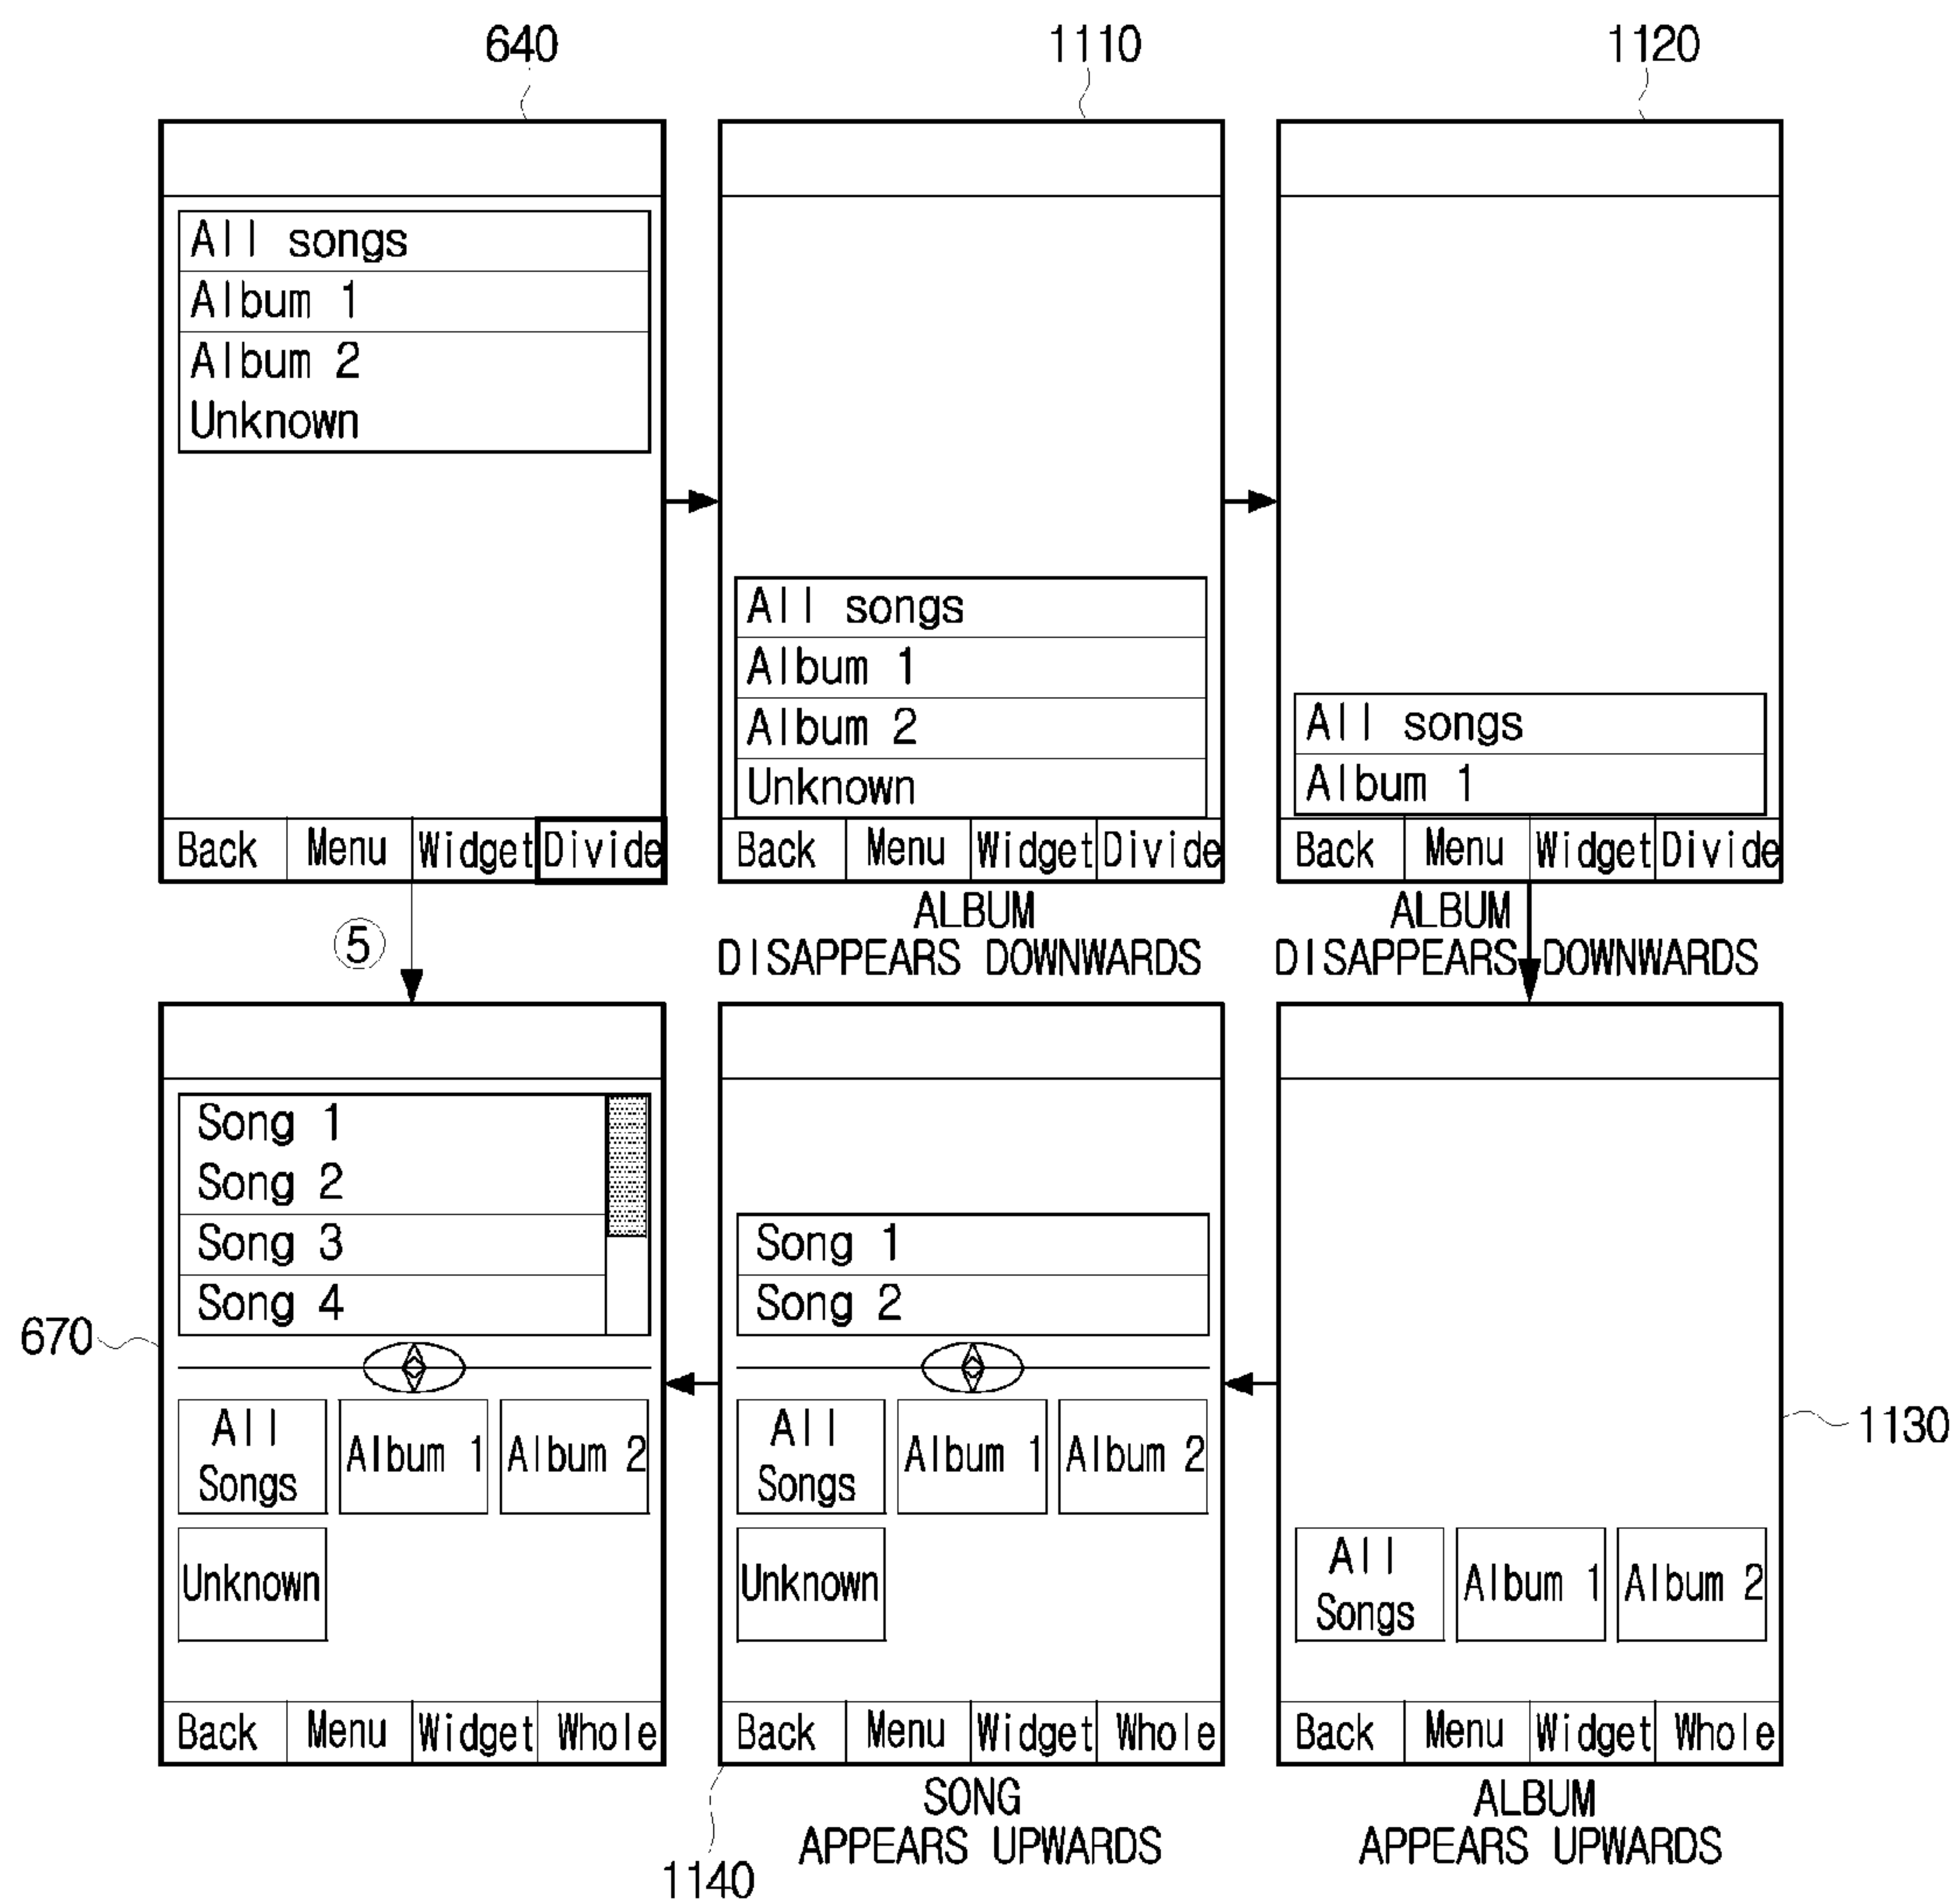 640
1110
1120
All songs
Album 1
Album 2
Unknown
Back Menu Widget Divide
All songs
Album 1
Album 2
Unknown
Back Menu Widget Divide
ALBUM
DISAPPEARS DOWNWARDS
All songs
Album 1
Back Menu Widget Divide
ALBUM
DISAPPEARS DOWNWARDS
5
670
Song 1
Song 2
Song 3
Song 4
All
Songs
Album 1
Album 2
Unknown
Back Menu Widget Whole
Song 1
Song 2
All
Songs
Album 1
Album 2
Unknown
Back Menu Widget Whole
SONG
APPEARS UPWARDS
1140
All
Songs
Album 1
Album 2
Back Menu Widget Whole
ALBUM
APPEARS UPWARDS
1130